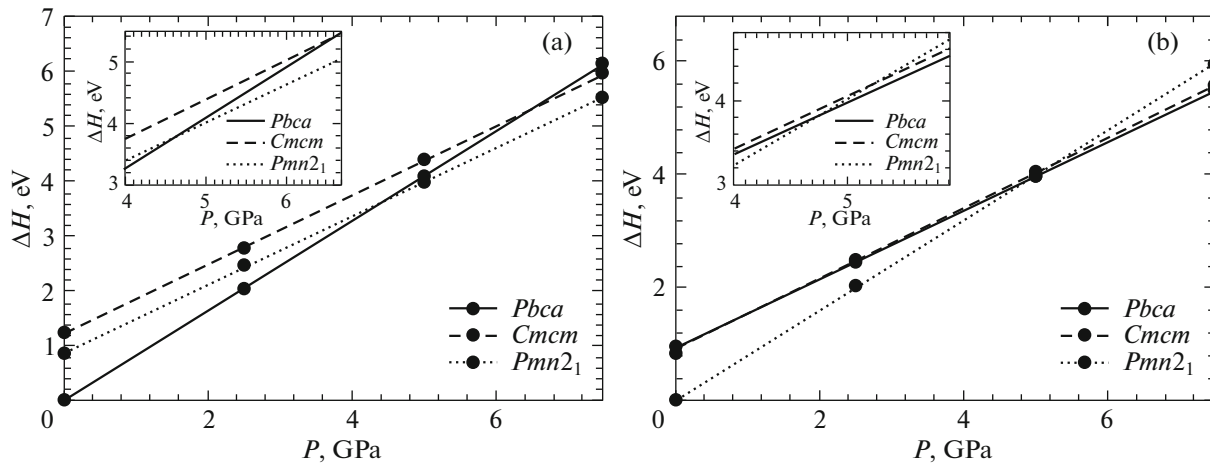 (a)
7
6
5
4
3
2
1
0
2
4
6
ΔH, eV
P, GPa
5
4
3
4
5
6
ΔH, eV
P, GPa
Pbca
Cmcm
Pmn2₁
Pbca
Cmcm
Pmn2₁
(b)
6
4
2
0
2
4
6
ΔH, eV
P, GPa
4
3
4
5
ΔH, eV
P, GPa
Pbca
Cmcm
Pmn2₁
Pbca
Cmcm
Pmn2₁